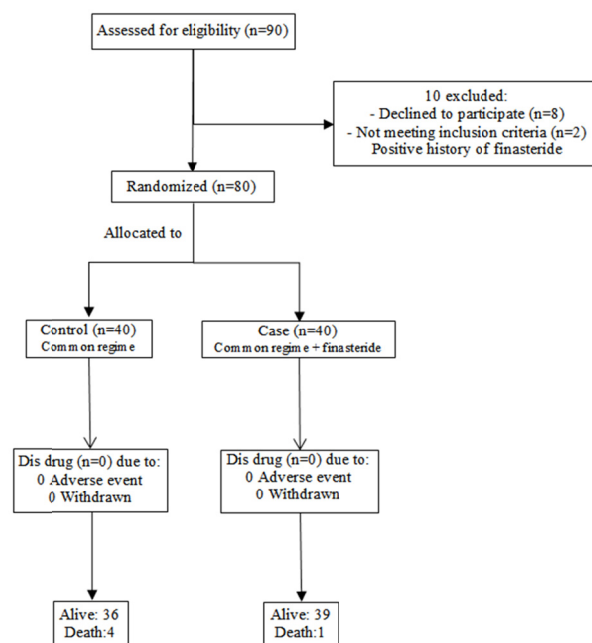 Assessed for eligibility (n=90)
10 excluded:
- Declined to participate (n=8)
- Not meeting inclusion criteria (n=2)
Positive history of finasteride
Randomized (n=80)
Allocated to
Control (n=40)
Common regime
Case (n=40)
Common regime + finasteride
Dis drug (n=0) due to:
0 Adverse event
0 Withdrawn
Dis drug (n=0) due to:
0 Adverse event
0 Withdrawn
Alive: 36
Death:4
Alive: 39
Death:1